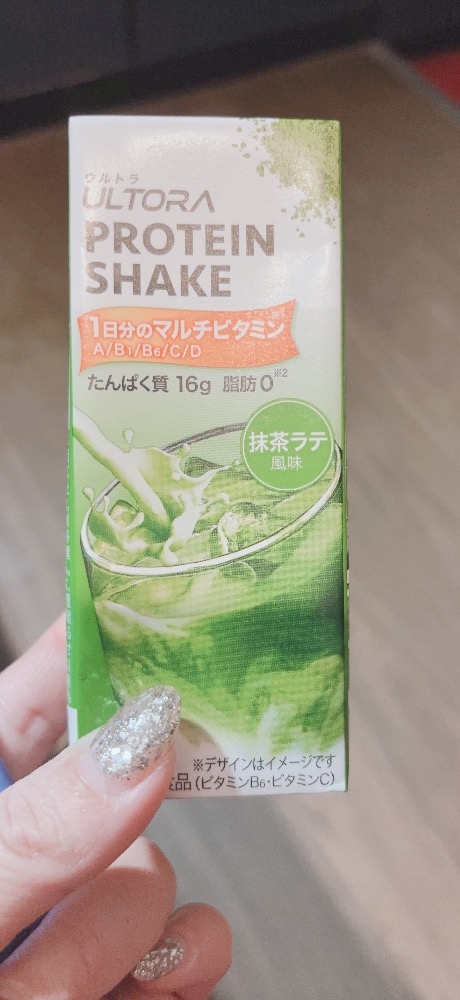 ウルトラ
ULTORA
PROTEIN
SHAKE
1日分のマルチビタミン
A/B1/B6/C/D
たんぱく質 16g 脂肪0※2
抹茶ラテ
風味
※デザインはイメージです
食品(ビタミンB6・ビタミンC)